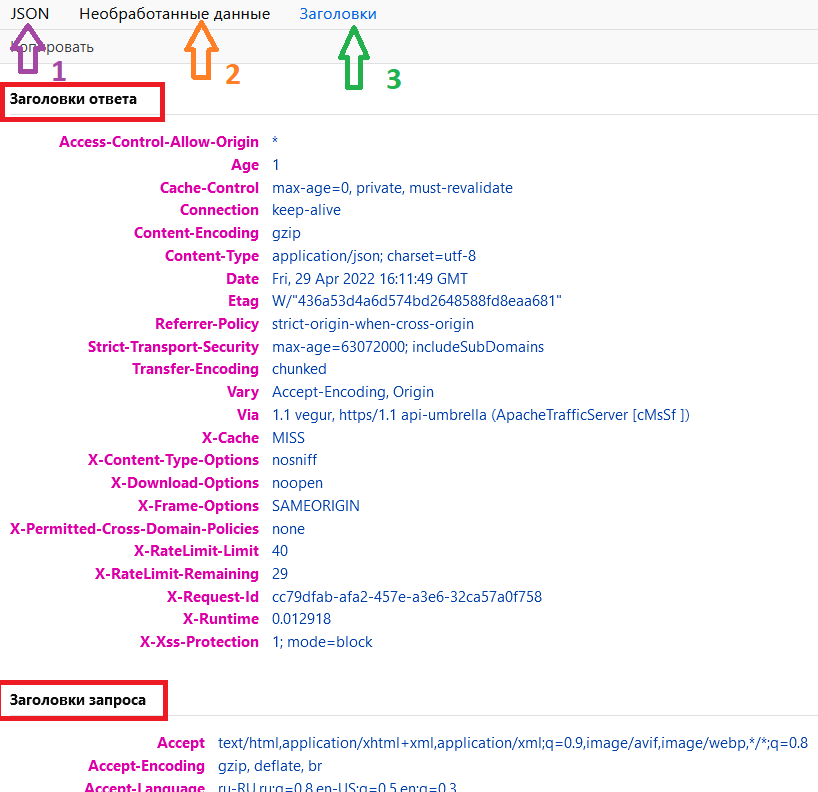 JSON Необработанные данные Заголовки
Копировать
1 2 3
Заголовки ответа
Access-Control-Allow-Origin *
Age 1
Cache-Control max-age=0, private, must-revalidate
Connection keep-alive
Content-Encoding gzip
Content-Type application/json; charset=utf-8
Date Fri, 29 Apr 2022 16:11:49 GMT
Etag W/"436a53d4a6d574bd2648588fd8eaa681"
Referrer-Policy strict-origin-when-cross-origin
Strict-Transport-Security max-age=63072000; includeSubDomains
Transfer-Encoding chunked
Vary Accept-Encoding, Origin
Via 1.1 vegur, https/1.1 api-umbrella (ApacheTrafficServer [cMsSf ])
X-Cache MISS
X-Content-Type-Options nosniff
X-Download-Options noopen
X-Frame-Options SAMEORIGIN
X-Permitted-Cross-Domain-Policies none
X-RateLimit-Limit 40
X-RateLimit-Remaining 29
X-Request-Id cc79dfab-afa2-457e-a3e6-32ca57a0f758
X-Runtime 0.012918
X-Xss-Protection 1; mode=block
Заголовки запроса
Accept text/html,application/xhtml+xml,application/xml;q=0.9,image/avif,image/webp,*/*;q=0.8
Accept-Encoding gzip, deflate, br
Accept-Language ru-RU,ru;q=0.8,en-US;q=0.5,en;q=0.3